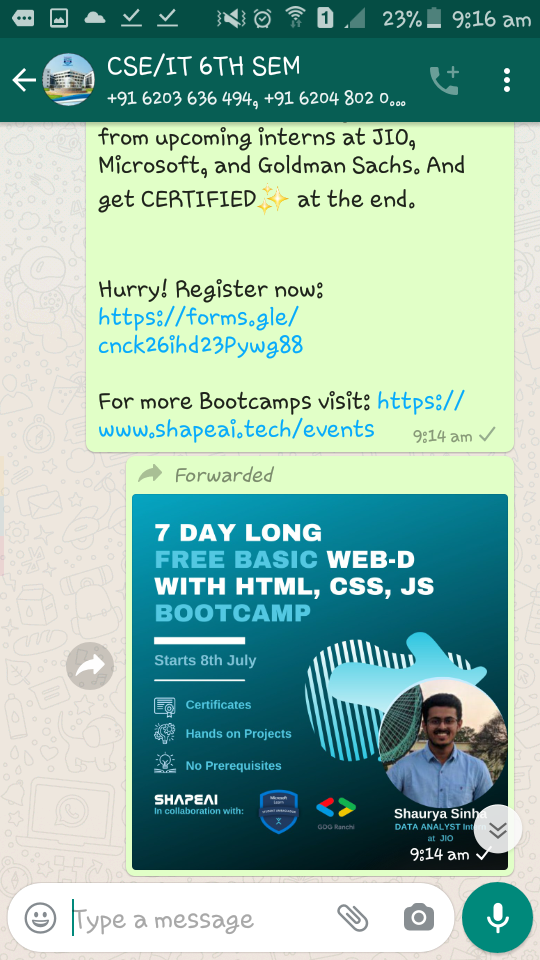 23% 9:16 am
CSE/IT 6TH SEM
+91 6203 636 494, +91 6204 802 0...
from upcoming interns at JIO,
Microsoft, and Goldman Sachs. And
get CERTIFIED✨ at the end.
Hurry! Register now:
https://forms.gle/
cnck26ihd23Pywg88
For more Bootcamps visit: https://
www.shapeai.tech/events
9:14 am
Forwarded
7 DAY LONG
FREE BASIC WEB-D
WITH HTML, CSS, JS
BOOTCAMP
Starts 8th July
Certificates
Hands on Projects
No Prerequisites
SHAPEAI
In collaboration with:
Microsoft
Learn
GDG Ranchi
Shaurya Sinha
DATA ANALYST Intern
at JIO
9:14 am
Type a message